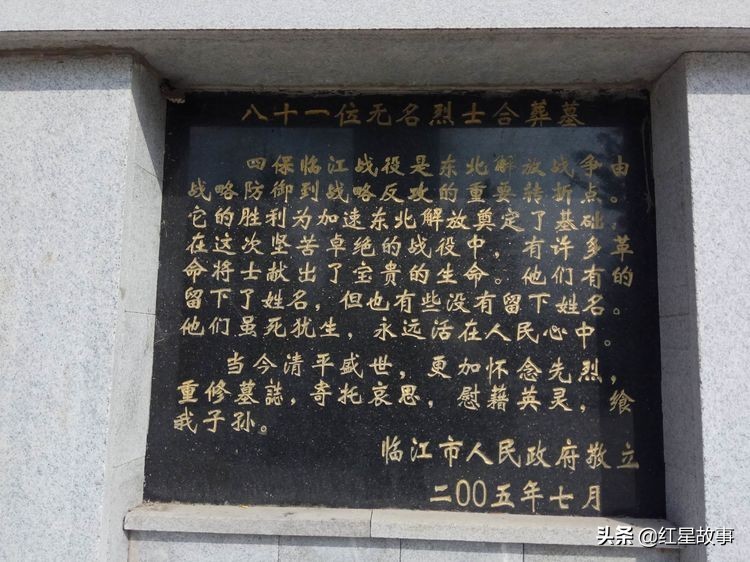 八十一位无名烈士合葬墓
四保临江战役是东北解放战争由
战略防御到战略反攻的重要转折点。
它的胜利为加速东北解放奠定了基础，
在这次坚苦卓绝的战役中，有许多革
命将士献出了宝贵的生命。他们有的
留下了姓名，但也有些没有留下姓名。
他们虽死犹生，永远活在人民心中。
当今清平盛世，更加怀念先烈，
重修墓誌，寄托哀思，慰藉英灵，飨
我子孙。
临江市人民政府敬立
二00五年七月
头条@红星故事